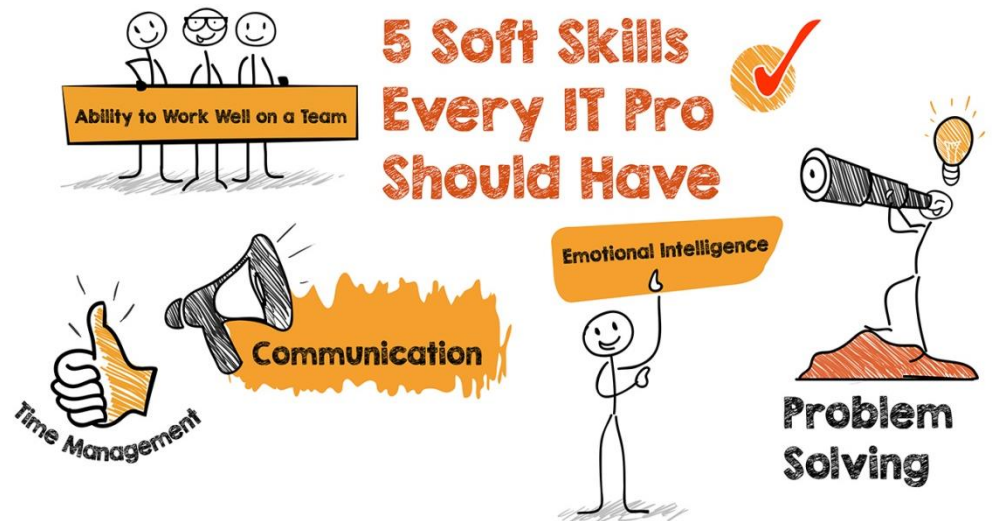 5 Soft Skills
Every IT Pro
Should Have
Ability to Work Well on a Team
Emotional Intelligence
Communication
Time Management
Problem
Solving